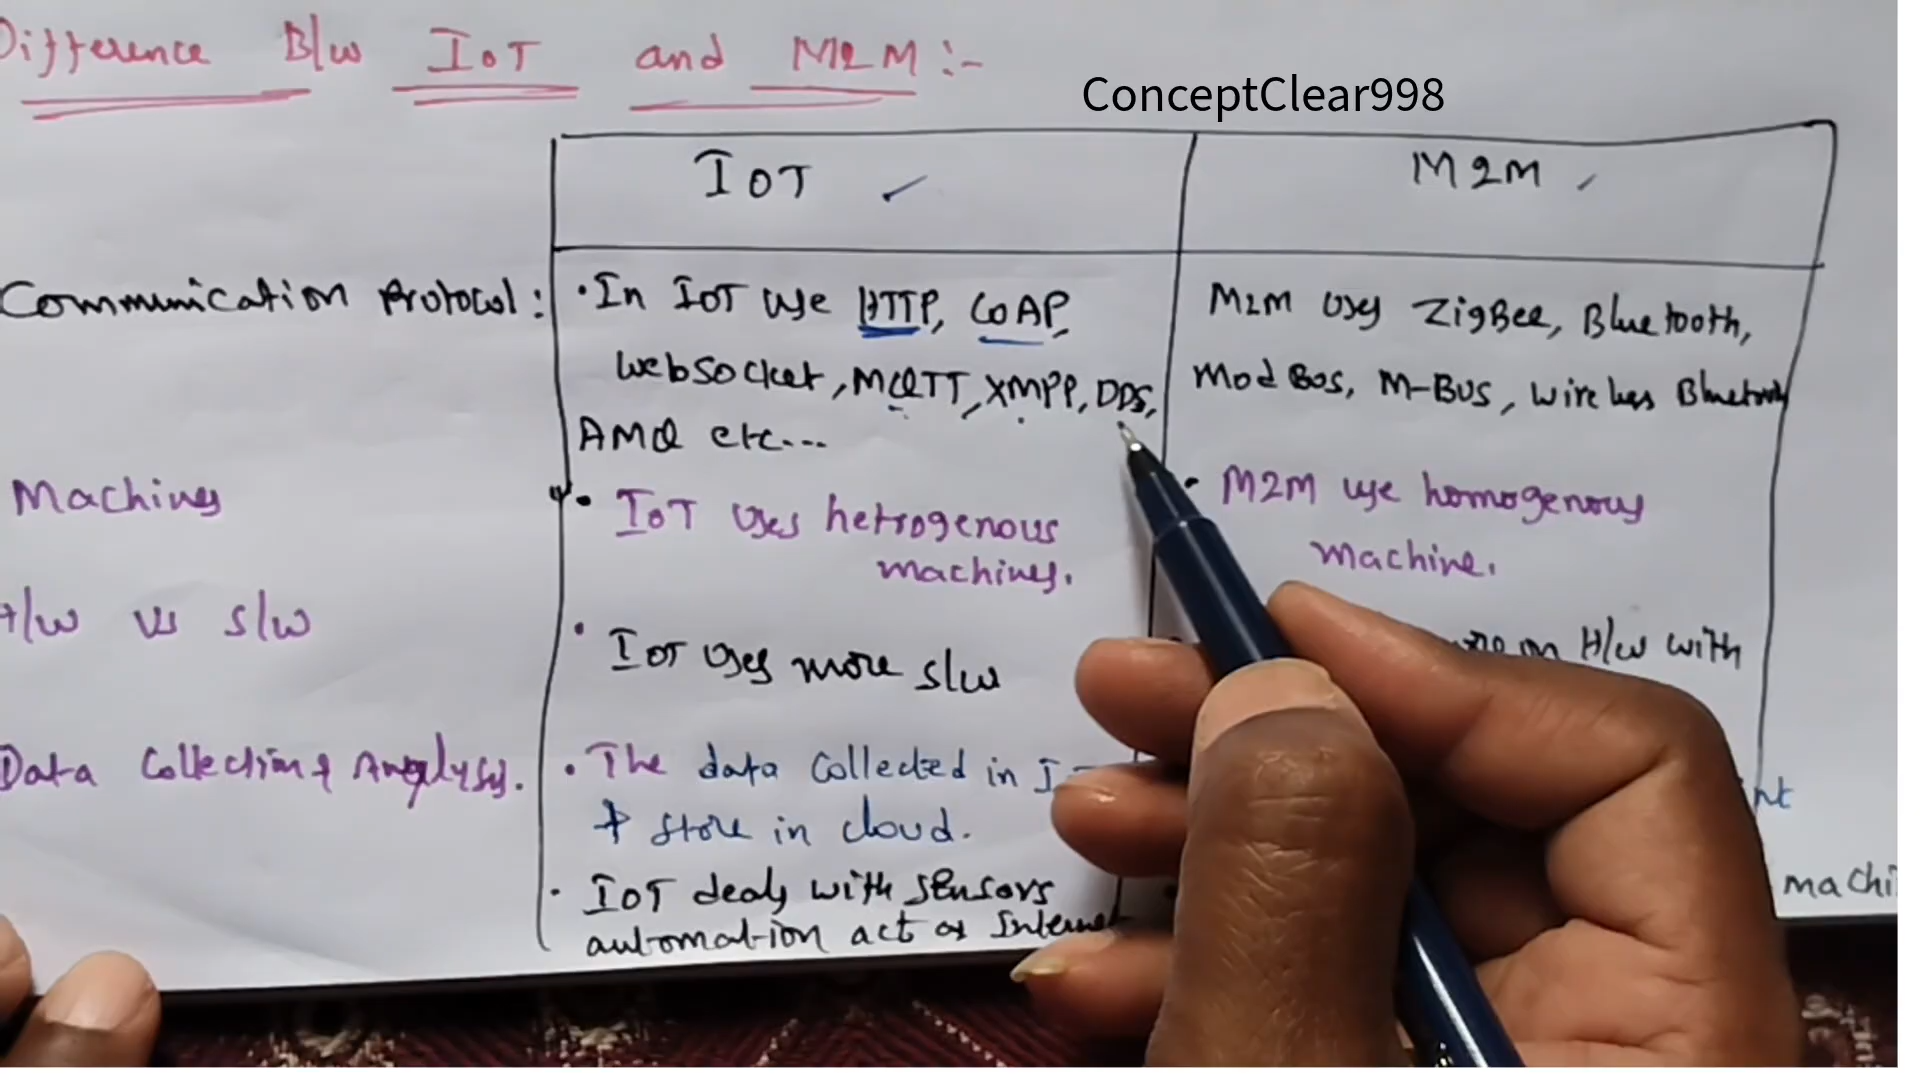 Difference B/w IoT and M2M :-
ConceptClear998
IoT
M2M
Communication Protocol :
• In IoT use HTTP, CoAP,
Websocket, MQTT, XMPP, DDS,
AMQ etc...
M2M uses ZigBee, Bluetooth,
ModBus, M-Bus, wireless Bluetooth
Machines
• IoT uses hetrogenous
machines.
• M2M use homogenous
machine.
H/w vs s/w
• IoT uses more s/w
on H/w with
Data Collection & Analysis.
• The data collected in
& store in cloud.
• IoT deals with sensors
automation act as Internet
machi